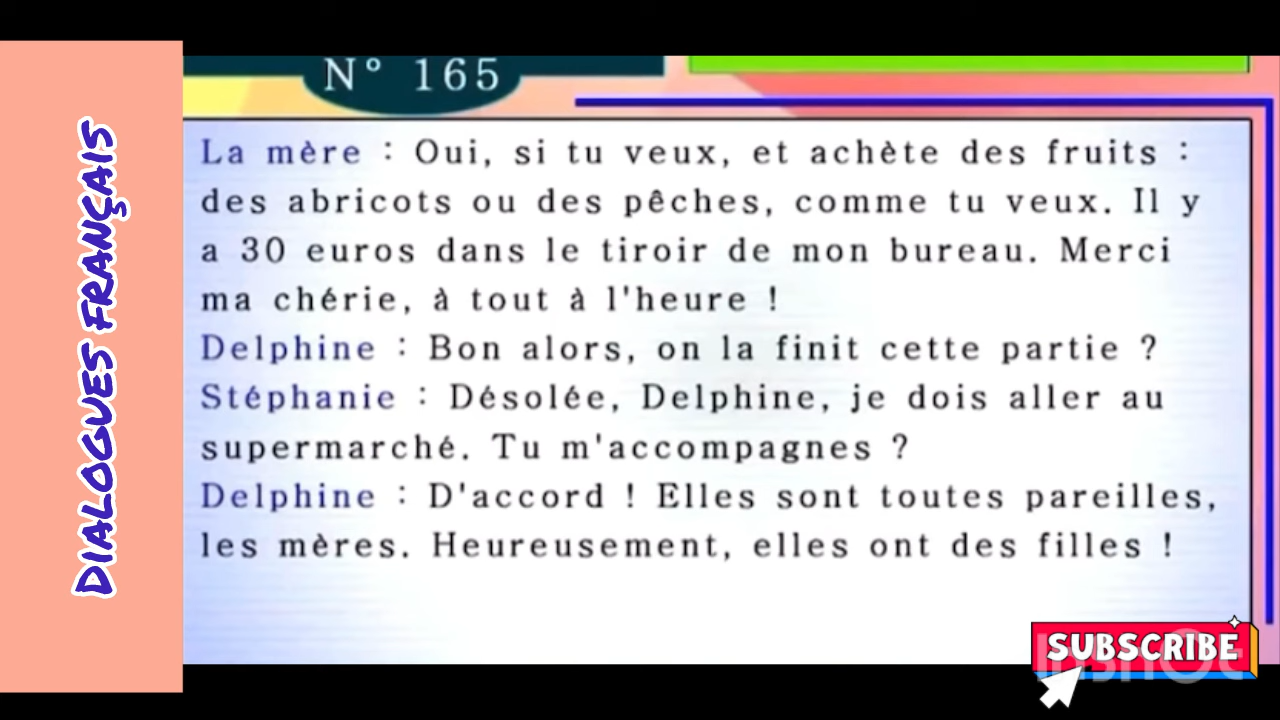 DIALOGUES FRANÇAIS
N° 165
La mère : Oui, si tu veux, et achète des fruits :
des abricots ou des pêches, comme tu veux. Il y
a 30 euros dans le tiroir de mon bureau. Merci
ma chérie, à tout à l'heure !
Delphine : Bon alors, on la finit cette partie ?
Stéphanie : Désolée, Delphine, je dois aller au
supermarché. Tu m'accompagnes ?
Delphine : D'accord ! Elles sont toutes pareilles,
les mères. Heureusement, elles ont des filles !
SUBSCRIBE